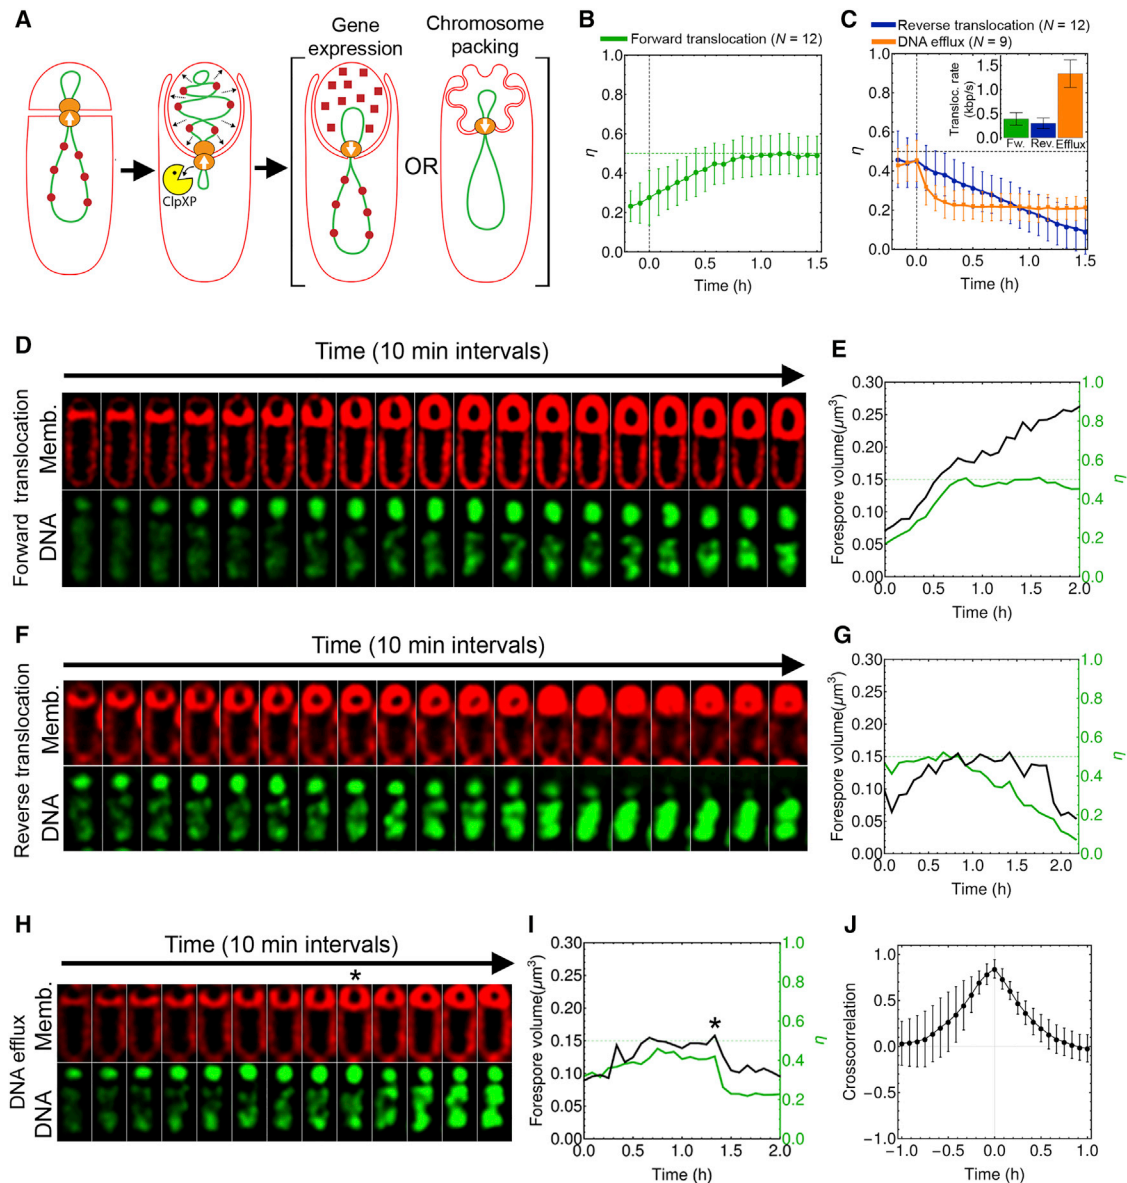 A
Gene
expression
Chromosome
packing
OR
ClpXP
B
Forward translocation (N = 12)
η
1.0
0.8
0.6
0.4
0.2
0.0
0.0 0.5 1.0 1.5
Time (h)
C
Reverse translocation (N = 12)
DNA efflux (N = 9)
η
1.0
0.8
0.6
0.4
0.2
0.0
Transloc. rate
(kbp/s)
1.5
1.0
0.5
0.0
Fw. Rev. Efflux
0.0 0.5 1.0 1.5
Time (h)
D
Time (10 min intervals)
Forward translocation
Memb.
DNA
E
Forespore volume(μm³)
0.30
0.25
0.20
0.15
0.10
0.05
0.00
1.0
0.8
0.6
0.4
0.2
0.0
η
0.0 0.5 1.0 1.5 2.0
Time (h)
F
Time (10 min intervals)
Reverse translocation
Memb.
DNA
G
Forespore volume(μm³)
0.30
0.25
0.20
0.15
0.10
0.05
0.00
1.0
0.8
0.6
0.4
0.2
0.0
η
0.0 0.5 1.0 1.5 2.0
Time (h)
H
Time (10 min intervals)
*
DNA efflux
Memb.
DNA
I
Forespore volume(μm³)
0.30
0.25
0.20
0.15
0.10
0.05
0.00
*
1.0
0.8
0.6
0.4
0.2
0.0
η
0.0 0.5 1.0 1.5 2.0
Time (h)
J
Crosscorrelation
1.0
0.5
0.0
−0.5
−1.0
−1.0 −0.5 0.0 0.5 1.0
Time (h)